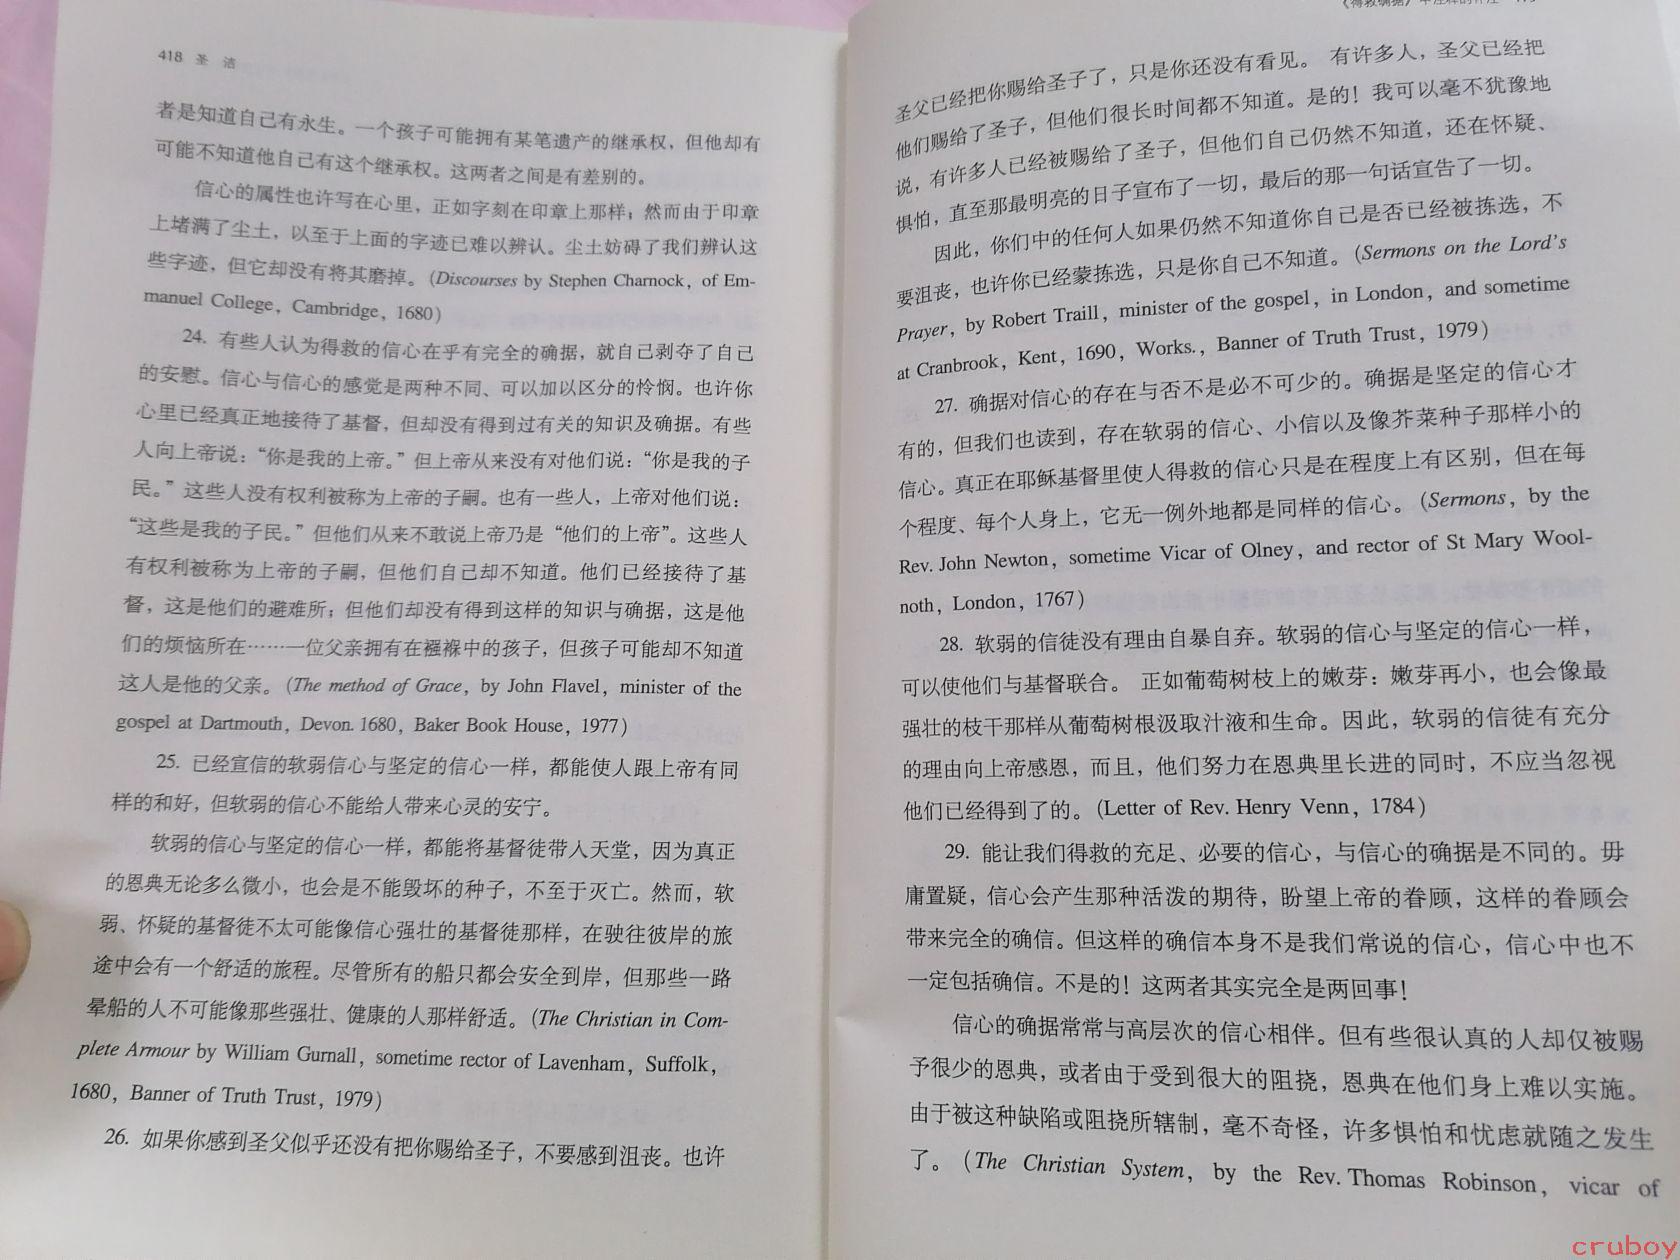 418 圣 洁
者是知道自己有永生。一个孩子可能拥有某笔遗产的继承权，但他却有
可能不知道他自己有这个继承权。这两者之间是有差别的。
信心的属性也许写在心里，正如字刻在印章上那样；然而由于印章
上堵满了尘土，以至于上面的字迹已难以辨认。尘土妨碍了我们辨认这
些字迹，但它却没有将其磨掉。(Discourses by Stephen Charnock, of Em-
manuel College, Cambridge, 1680)
24. 有些人认为得救的信心在乎有完全的确据，就自己剥夺了自己
的安慰。信心与信心的感觉是两种不同、可以加以区分的怜悯。也许你
心里已经真正地接待了基督，但却没有得到过有关的知识及确据。有些
人向上帝说：“你是我的上帝。”但上帝从来没有对他们说：“你是我的子
民。”这些人没有权利被称为上帝的子嗣。也有一些人，上帝对他们说：
“这些是我的子民。”但他们从来不敢说上帝乃是“他们的上帝”。这些人
有权利被称为上帝的子嗣，但他们自己却不知道。他们已经接待了基
督，这是他们的避难所；但他们却没有得到这样的知识与确据，这是他
们的烦恼所在……一位父亲拥有在襁褓中的孩子，但孩子可能却不知道
这人是他的父亲。(The method of Grace, by John Flavel, minister of the
gospel at Dartmouth, Devon. 1680, Baker Book House, 1977)
25. 已经宣信的软弱信心与坚定的信心一样，都能使人跟上帝有同
样的和好，但软弱的信心不能给人带来心灵的安宁。
软弱的信心与坚定的信心一样，都能将基督徒带人天堂，因为真正
的恩典无论多么微小，也会是不能毁坏的种子，不至于灭亡。然而，软
弱、怀疑的基督徒不太可能像信心强壮的基督徒那样，在驶往彼岸的旅
途中会有一个舒适的旅程。尽管所有的船只都会安全到岸，但那些一路
晕船的人不可能像那些强壮、健康的人那样舒适。(The Christian in Com-
plete Armour by William Gurnall, sometime rector of Lavenham, Suffolk,
1680, Banner of Truth Trust, 1979)
26. 如果你感到圣父似乎还没有把你赐给圣子，不要感到沮丧。也许
圣父已经把你赐给圣子了，只是你还没有看见。 有许多人，圣父已经把
他们赐给了圣子，但他们很长时间都不知道。是的！我可以毫不犹豫地
说，有许多人已经被赐给了圣子，但他们自己仍然不知道，还在怀疑、
惧怕，直至那最明亮的日子宣布了一切，最后的那一句话宣告了一切。
因此，你们中的任何人如果仍然不知道你自己是否已经被拣选，不
要沮丧，也许你已经蒙拣选，只是你自己不知道。(Sermons on the Lord's
Prayer, by Robert Traill, minister of the gospel, in London, and sometime
at Cranbrook, Kent, 1690, Works., Banner of Truth Trust, 1979)
27. 确据对信心的存在与否不是必不可少的。确据是坚定的信心才
有的，但我们也读到，存在软弱的信心、小信以及像芥菜种子那样小的
信心。真正在耶稣基督里使人得救的信心只是在程度上有区别，但在每
个程度、每个人身上，它无一例外地都是同样的信心。(Sermons, by the
Rev. John Newton, sometime Vicar of Olney, and rector of St Mary Wool-
noth, London, 1767)
28. 软弱的信徒没有理由自暴自弃。软弱的信心与坚定的信心一样，
可以使他们与基督联合。 正如葡萄树枝上的嫩芽：嫩芽再小，也会像最
强壮的枝干那样从葡萄树根汲取汁液和生命。因此，软弱的信徒有充分
的理由向上帝感恩，而且，他们努力在恩典里长进的同时，不应当忽视
他们已经得到了的。(Letter of Rev. Henry Venn, 1784)
29. 能让我们得救的充足、必要的信心，与信心的确据是不同的。毋
庸置疑，信心会产生那种活泼的期待，盼望上帝的眷顾，这样的眷顾会
带来完全的确信。但这样的确信本身不是我们常说的信心，信心中也不
一定包括确信。不是的！这两者其实完全是两回事！
信心的确据常常与高层次的信心相伴。但有些很认真的人却仅被赐
予很少的恩典，或者由于受到很大的阻挠，恩典在他们身上难以实施。
由于被这种缺陷或阻挠所辖制，毫不奇怪，许多惧怕和忧虑就随之发生
了。 (The Christian System, by the Rev. Thomas Robinson, vicar of
cruboy